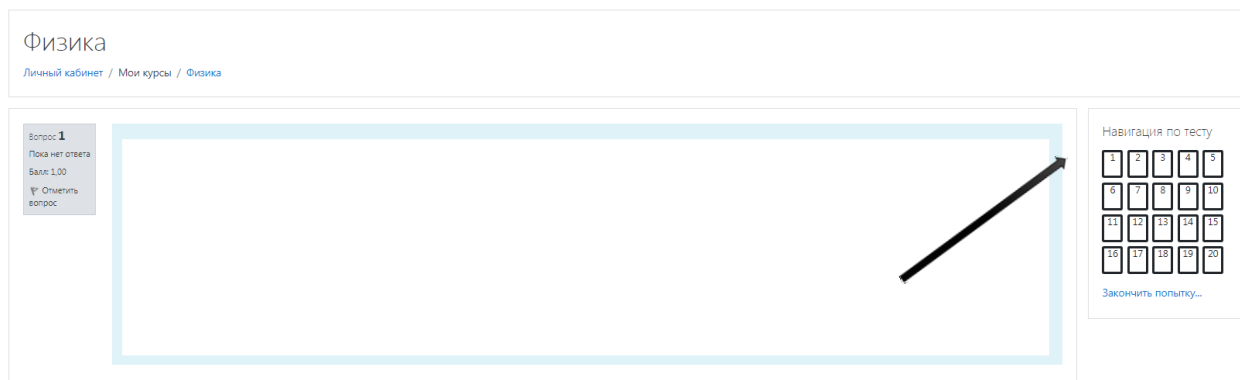 Физика
Личный кабинет / Мои курсы / Физика
Вопрос 1
Пока нет ответа
Балл: 1,00
Отметить
вопрос
Навигация по тесту
1 2 3 4 5
6 7 8 9 10
11 12 13 14 15
16 17 18 19 20
Закончить попытку...